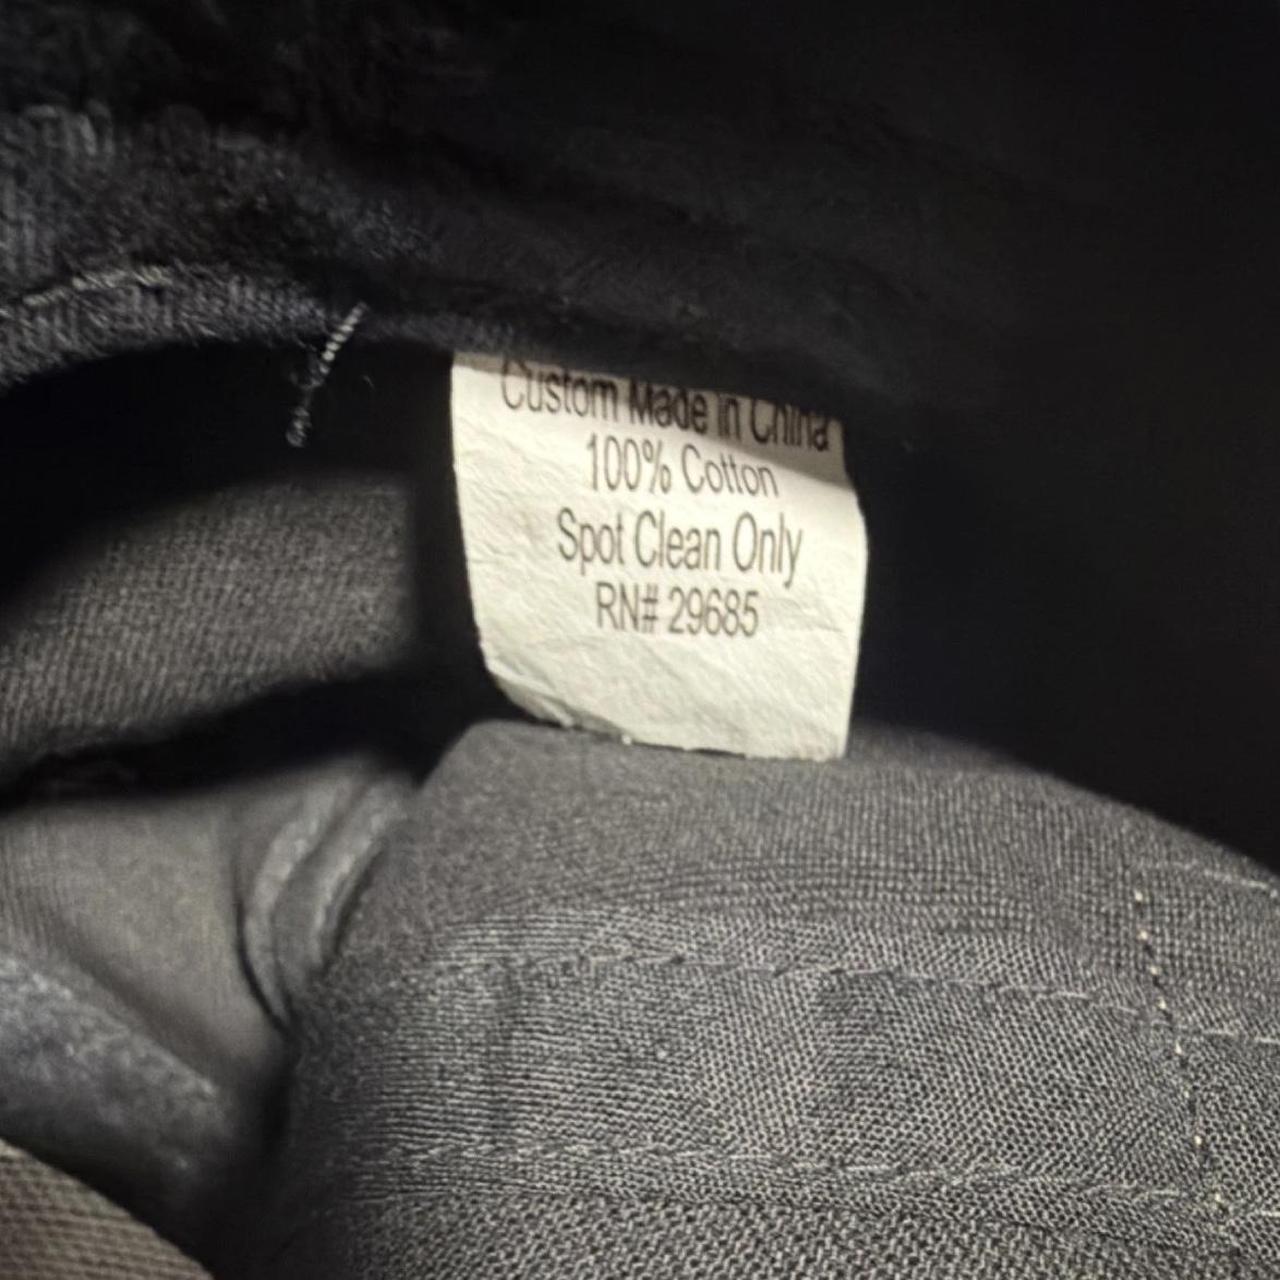 Custom Made in China
100% Cotton
Spot Clean Only
RN# 29685